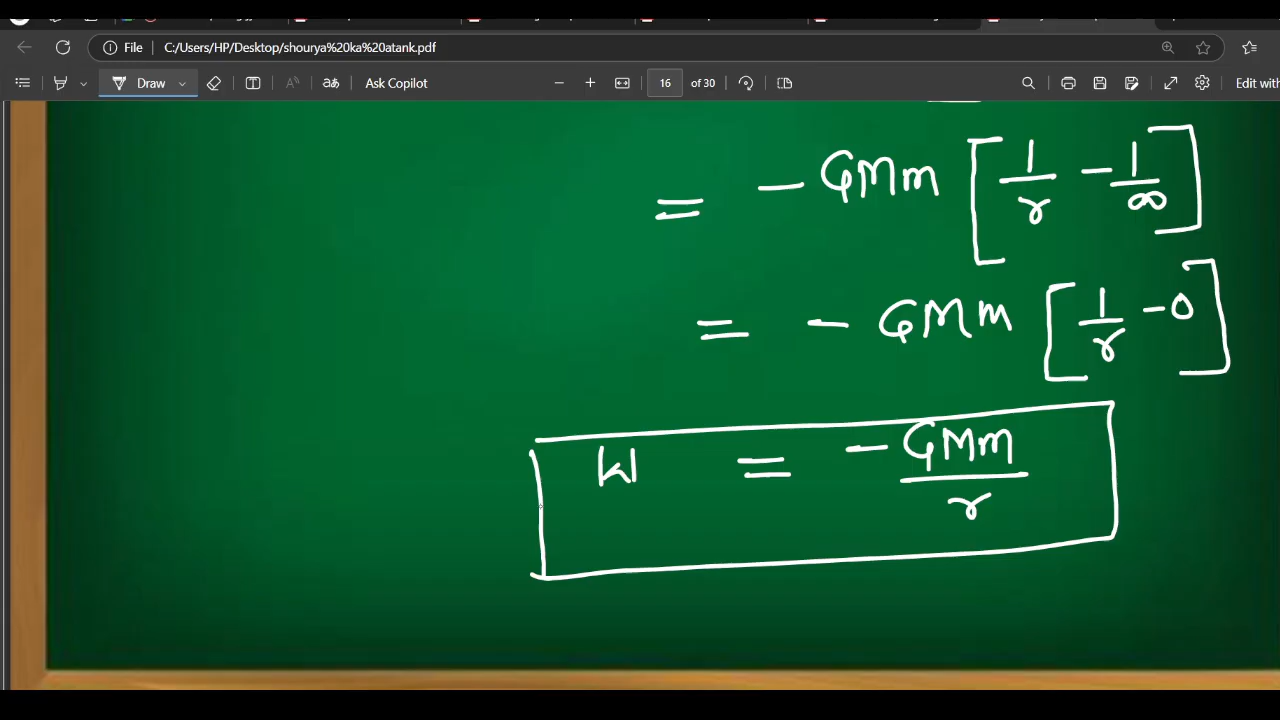 File | C:/Users/HP/Desktop/shourya%20ka%20atank.pdf
Draw | Ask Copilot 16 of 30 Edit with
= - GMm [ 1/r - 1/∞ ]
= - GMm [ 1/r - 0 ]
W = - GMm/r